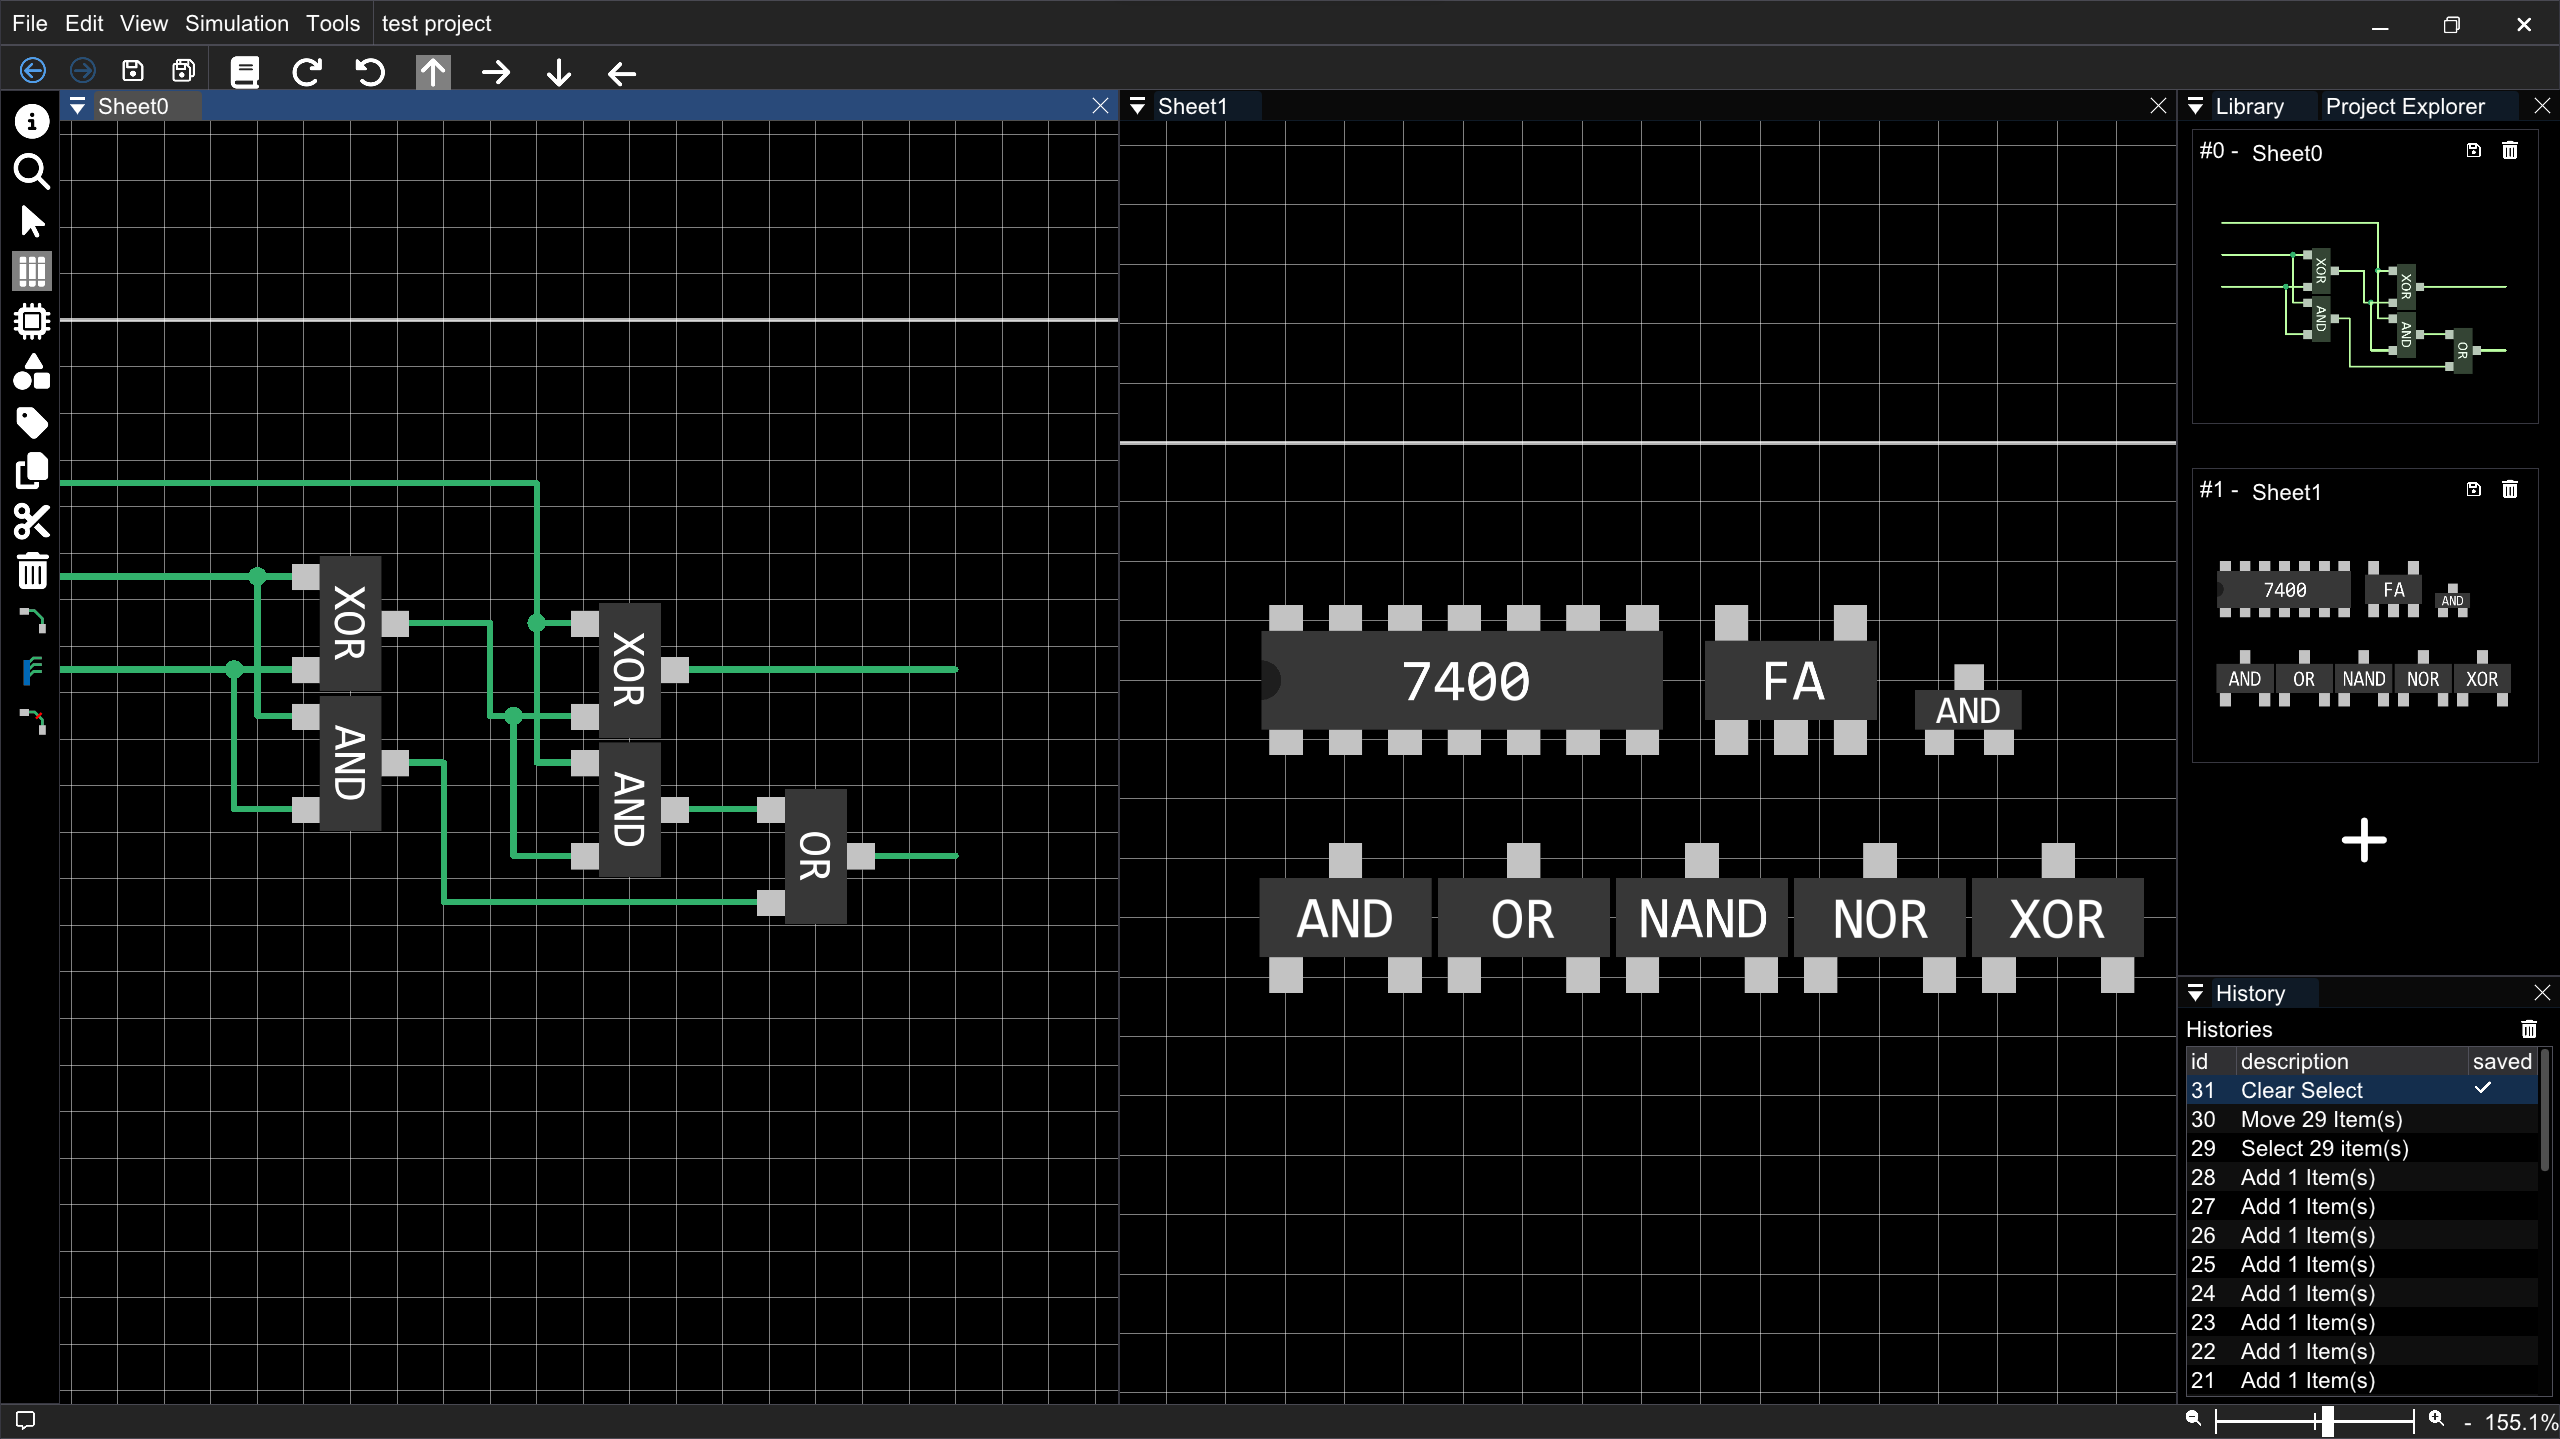 File Edit View Simulation Tools test project
Sheet0
Sheet1
Library Project Explorer
XOR
AND
XOR
AND
OR
7400
FA
AND
AND OR NAND NOR XOR
#0 - Sheet0
XOR
AND
XOR
AND
OR
#1 - Sheet1
7400 FA AND
AND OR NAND NOR XOR
History
Histories
id description saved
31 Clear Select
30 Move 29 Item(s)
29 Select 29 item(s)
28 Add 1 Item(s)
27 Add 1 Item(s)
26 Add 1 Item(s)
25 Add 1 Item(s)
24 Add 1 Item(s)
23 Add 1 Item(s)
22 Add 1 Item(s)
21 Add 1 Item(s)
- 155.1%